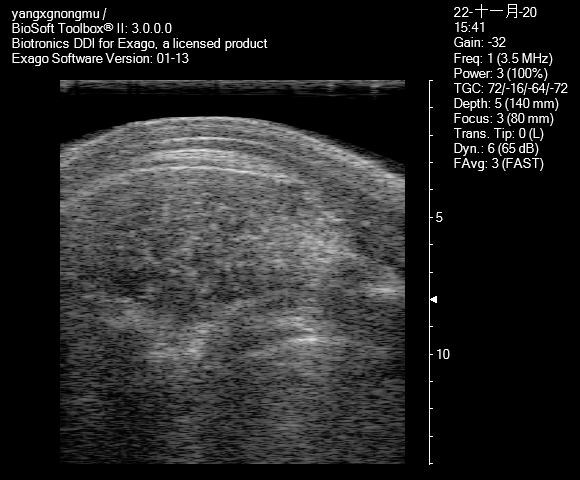 yangxgnongmu /
BioSoft Toolbox® II: 3.0.0.0
Biotronics DDI for Exago, a licensed product
Exago Software Version: 01-13
22-十一月-20
15:41
Gain: -32
Freq: 1 (3.5 MHz)
Power: 3 (100%)
TGC: 72/-16/-64/-72
Depth: 5 (140 mm)
Focus: 3 (80 mm)
Trans. Tip: 0 (L)
Dyn.: 6 (65 dB)
FAvg: 3 (FAST)
5
10